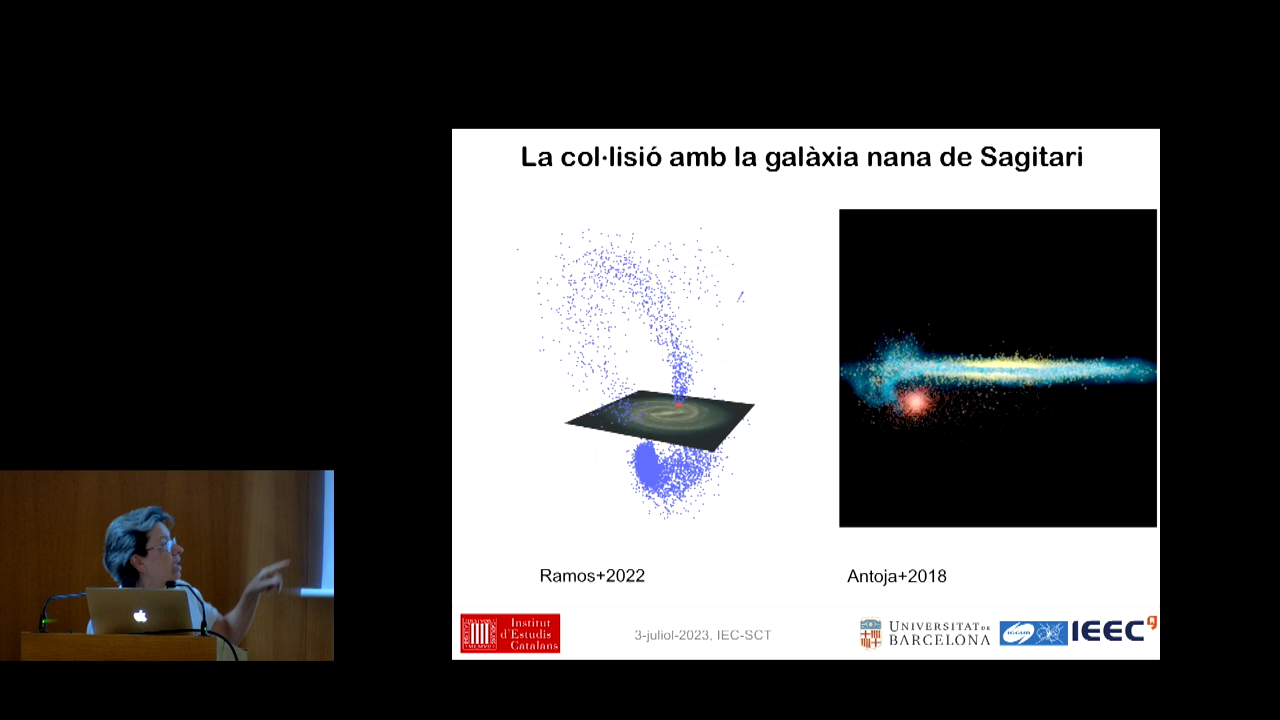 La col·lisió amb la galàxia nana de Sagitari
Ramos+2022
Antoja+2018
Institut
d'Estudis
Catalans
3-juliol-2023, IEC-SCT
UNIVERSITAT DE
BARCELONA
IEEC